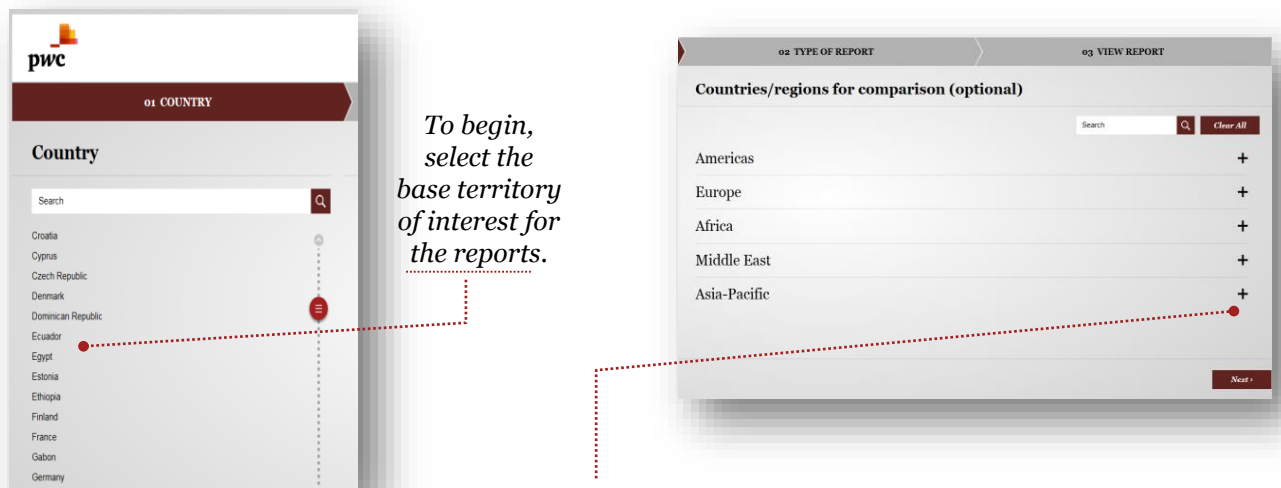 pwc
01 COUNTRY
Country
Search
Croatia
Cyprus
Czech Republic
Denmark
Dominican Republic
Ecuador
Egypt
Estonia
Ethiopia
Finland
France
Gabon
Germany
To begin,
select the
base territory
of interest for
the reports.
02 TYPE OF REPORT
03 VIEW REPORT
Countries/regions for comparison (optional)
Search
Clear All
Americas
+
Europe
+
Africa
+
Middle East
+
Asia-Pacific
+
Next ›